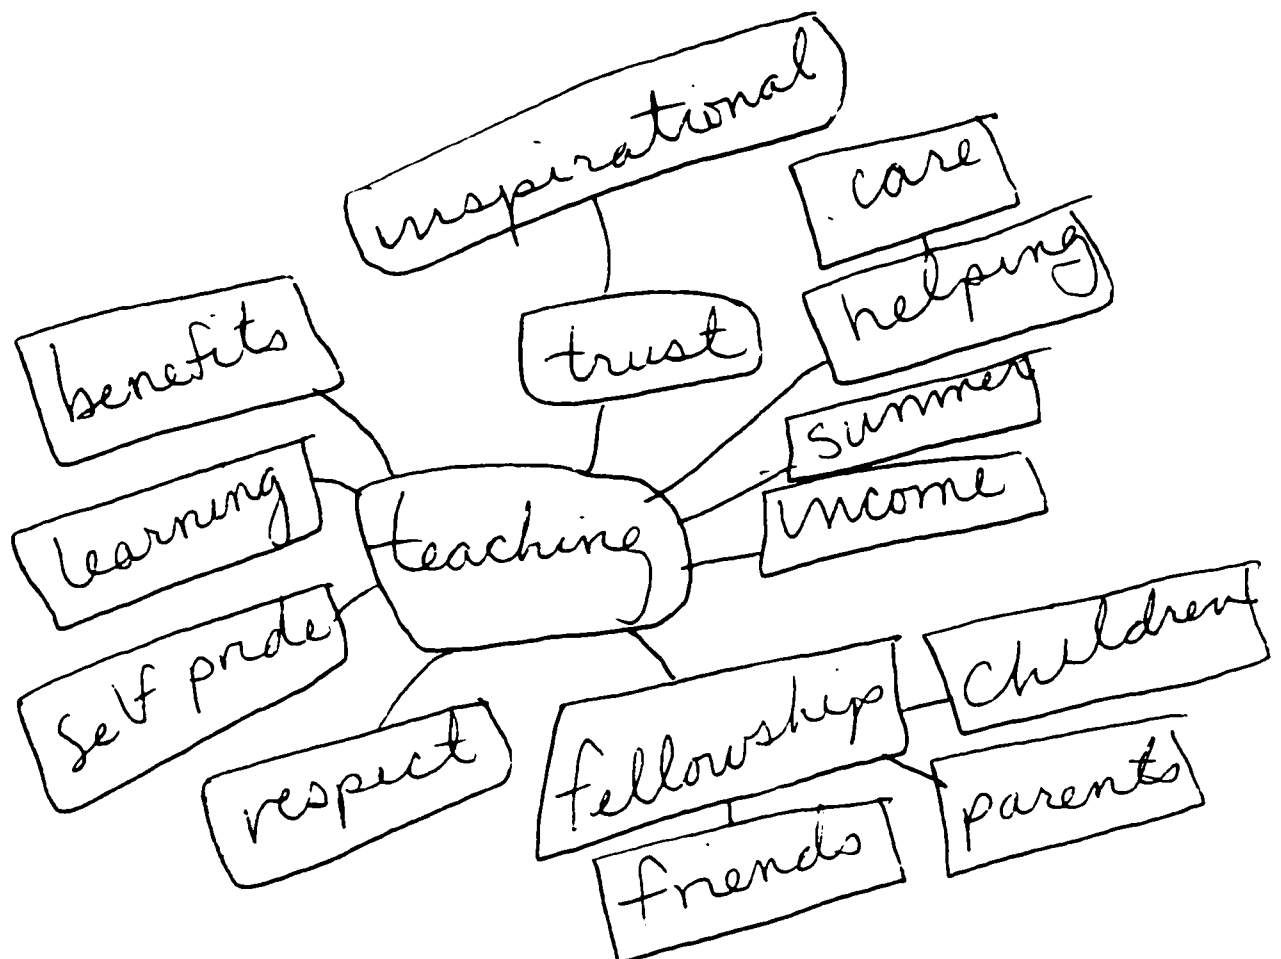 inspirational
care
helping
trust
benefits
summer
income
learning
teaching
self pride
children
fellowship
respect
parents
friends